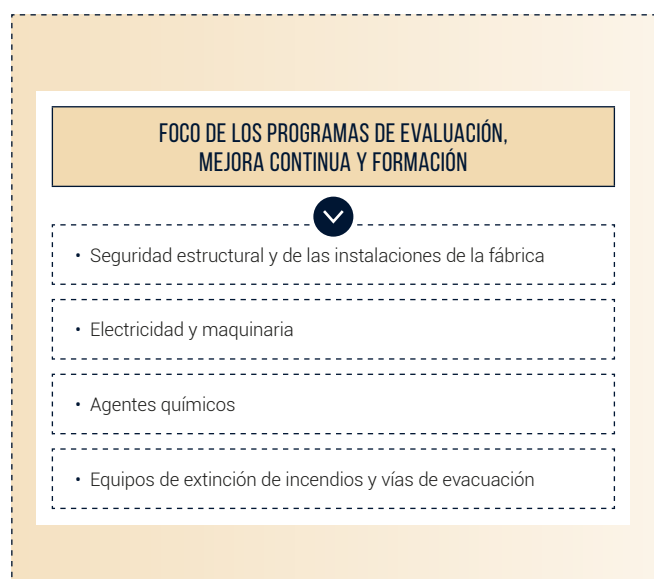 FOCO DE LOS PROGRAMAS DE EVALUACIÓN,
MEJORA CONTINUA Y FORMACIÓN
• Seguridad estructural y de las instalaciones de la fábrica
• Electricidad y maquinaria
• Agentes químicos
• Equipos de extinción de incendios y vías de evacuación